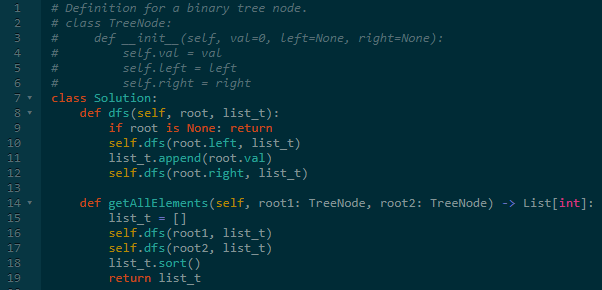 1 # Definition for a binary tree node.
2 # class TreeNode:
3 #     def __init__(self, val=0, left=None, right=None):
4 #         self.val = val
5 #         self.left = left
6 #         self.right = right
7 class Solution:
8     def dfs(self, root, list_t):
9         if root is None: return
10         self.dfs(root.left, list_t)
11         list_t.append(root.val)
12         self.dfs(root.right, list_t)
13
14     def getAllElements(self, root1: TreeNode, root2: TreeNode) -> List[int]:
15         list_t = []
16         self.dfs(root1, list_t)
17         self.dfs(root2, list_t)
18         list_t.sort()
19         return list_t